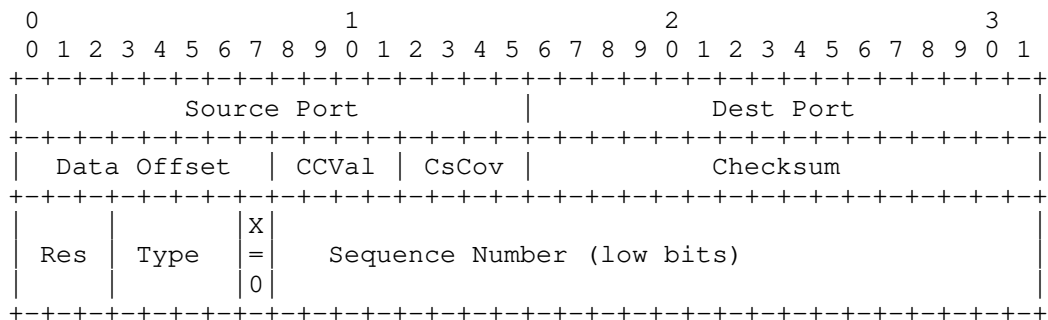 0                   1                   2                   3
 0 1 2 3 4 5 6 7 8 9 0 1 2 3 4 5 6 7 8 9 0 1 2 3 4 5 6 7 8 9 0 1
+-+-+-+-+-+-+-+-+-+-+-+-+-+-+-+-+-+-+-+-+-+-+-+-+-+-+-+-+-+-+-+-+
|          Source Port          |           Dest Port           |
+-+-+-+-+-+-+-+-+-+-+-+-+-+-+-+-+-+-+-+-+-+-+-+-+-+-+-+-+-+-+-+-+
|  Data Offset  | CCVal | CsCov |           Checksum            |
+-+-+-+-+-+-+-+-+-+-+-+-+-+-+-+-+-+-+-+-+-+-+-+-+-+-+-+-+-+-+-+-+
|     |       |X|                                               |
| Res | Type  |=|   Sequence Number (low bits)                  |
|     |       |0|                                               |
+-+-+-+-+-+-+-+-+-+-+-+-+-+-+-+-+-+-+-+-+-+-+-+-+-+-+-+-+-+-+-+-+